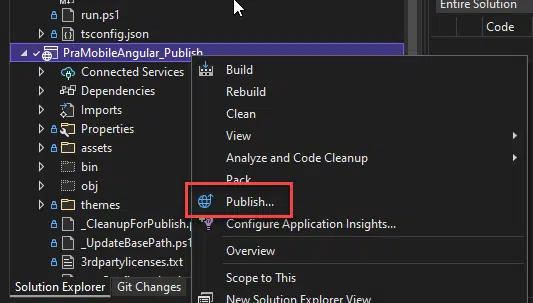 run.ps1
tsconfig.json
PraMobileAngular_Publish
Connected Services
Dependencies
Imports
Properties
assets
bin
obj
themes
_CleanupForPublish.
_UpdateBasePath.ps1
3rdpartylicenses.txt
Solution Explorer
Git Changes
Build
Rebuild
Clean
View
Analyze and Code Cleanup
Pack
Publish...
Configure Application Insights...
Overview
Scope to This
New Solution Explorer View
Entire Solution
Code